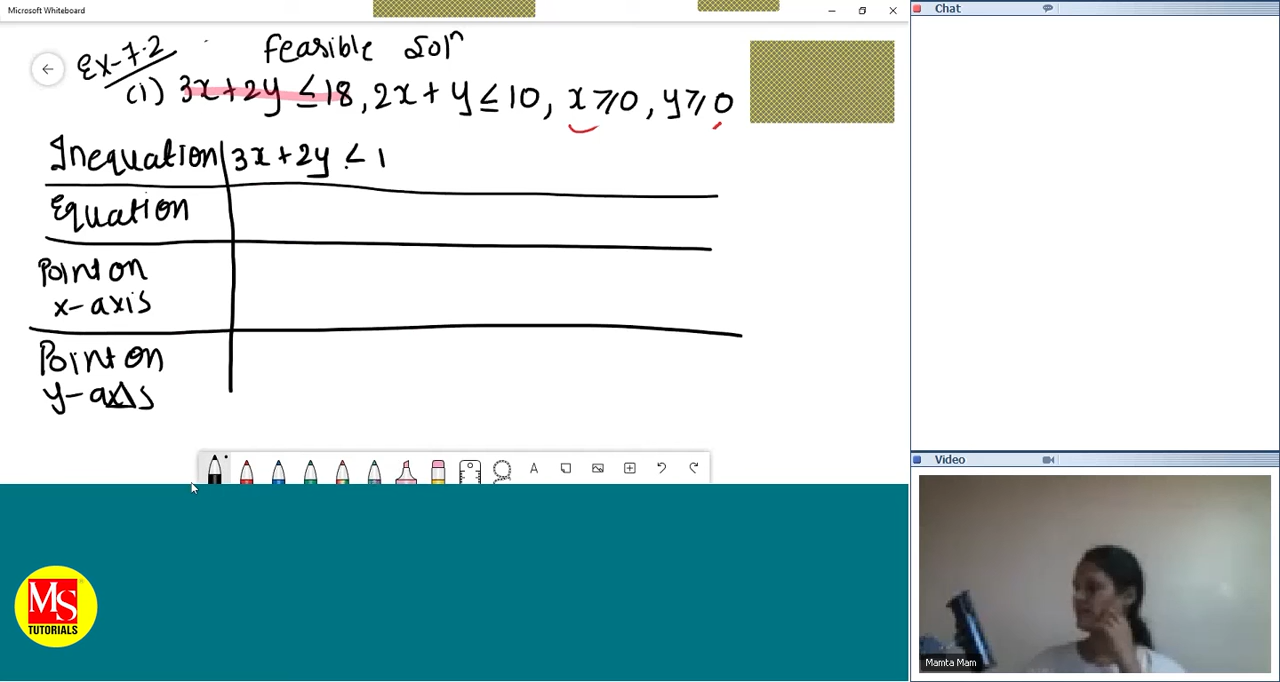 Microsoft Whiteboard
Chat
Ex-7.2
Feasible Solⁿ
(1) 3x+2y ≤ 18, 2x+y ≤ 10, x ≥ 0, y ≥ 0
Inequation 3x+2y ≤ 1
Equation
Point on
x-axis
Point on
y-axis
A
Video
MS
TUTORIALS
Mamta Mam